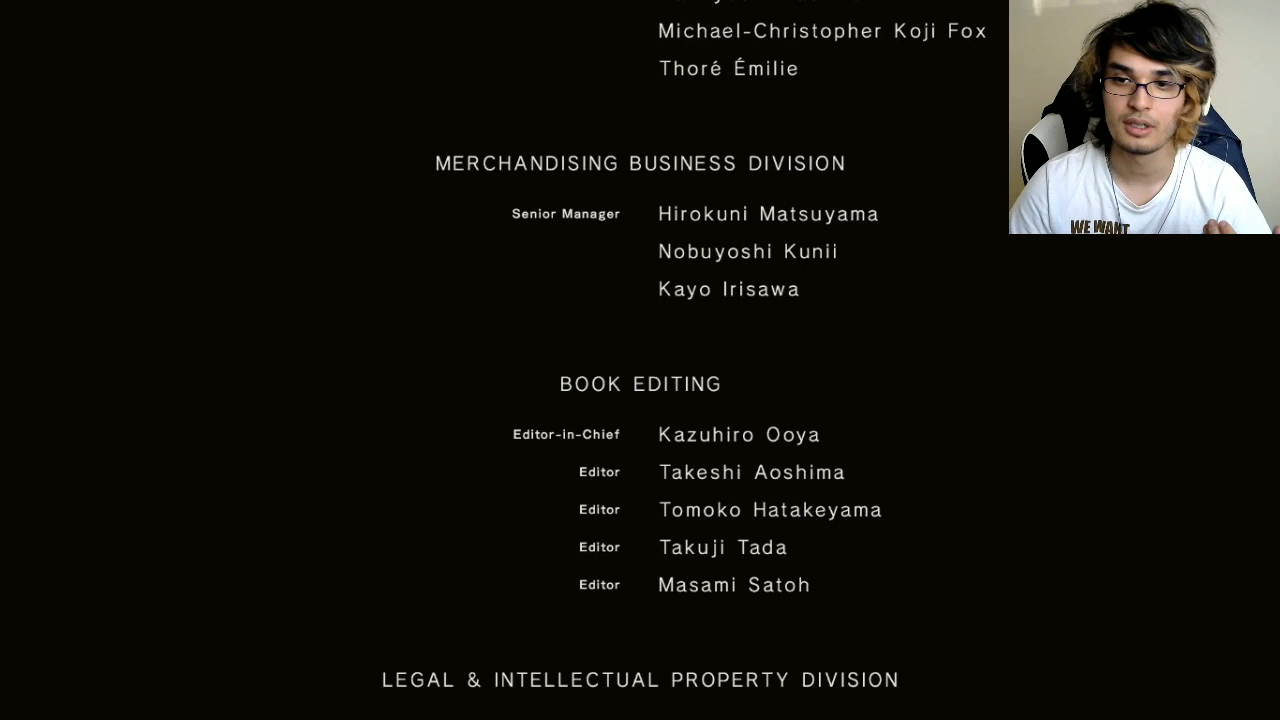 Michael-Christopher Koji Fox
Thoré Émilie
MERCHANDISING BUSINESS DIVISION
Senior Manager Hirokuni Matsuyama
Nobuyoshi Kunii
Kayo Irisawa
BOOK EDITING
Editor-in-Chief Kazuhiro Ooya
Editor Takeshi Aoshima
Editor Tomoko Hatakeyama
Editor Takuji Tada
Editor Masami Satoh
LEGAL & INTELLECTUAL PROPERTY DIVISION
WE WANT